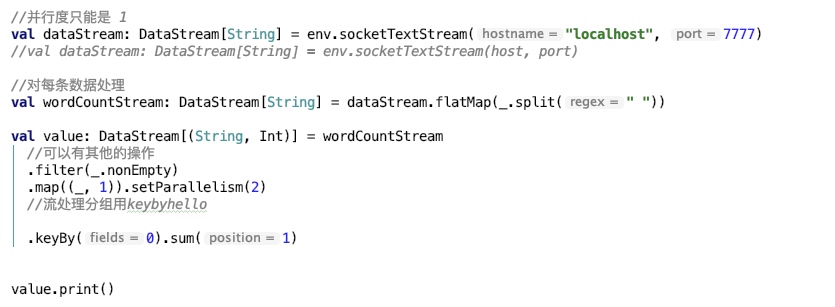 //并行度只能是 1
val dataStream: DataStream[String] = env.socketTextStream( hostname = "localhost", port = 7777)
//val dataStream: DataStream[String] = env.socketTextStream(host, port)
//对每条数据处理
val wordCountStream: DataStream[String] = dataStream.flatMap(_.split( regex = " "))
val value: DataStream[(String, Int)] = wordCountStream
//可以有其他的操作
.filter(_.nonEmpty)
.map((_, 1)).setParallelism(2)
//流处理分组用keybyhello
.keyBy( fields = 0).sum( position = 1)
value.print()